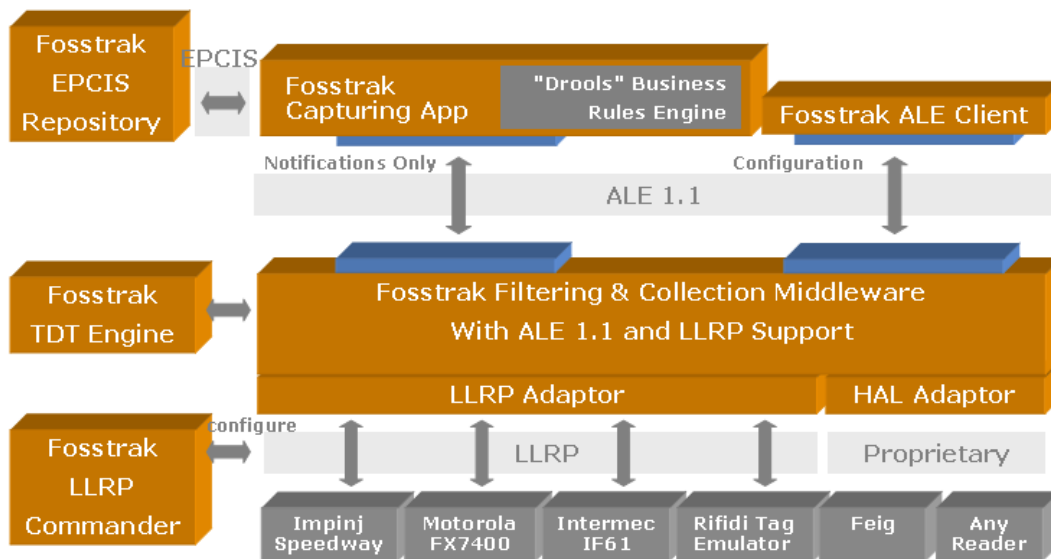 Fosstrak
EPCIS
Repository
EPCIS
Fosstrak
Capturing App
"Drools" Business
Rules Engine
Fosstrak ALE Client
Notifications Only
Configuration
ALE 1.1
Fosstrak
TDT Engine
Fosstrak Filtering & Collection Middleware
With ALE 1.1 and LLRP Support
LLRP Adaptor
HAL Adaptor
Fosstrak
LLRP
Commander
configure
LLRP
Proprietary
Impinj
Speedway
Motorola
FX7400
Intermec
IF61
Rifidi Tag
Emulator
Feig
Any
Reader